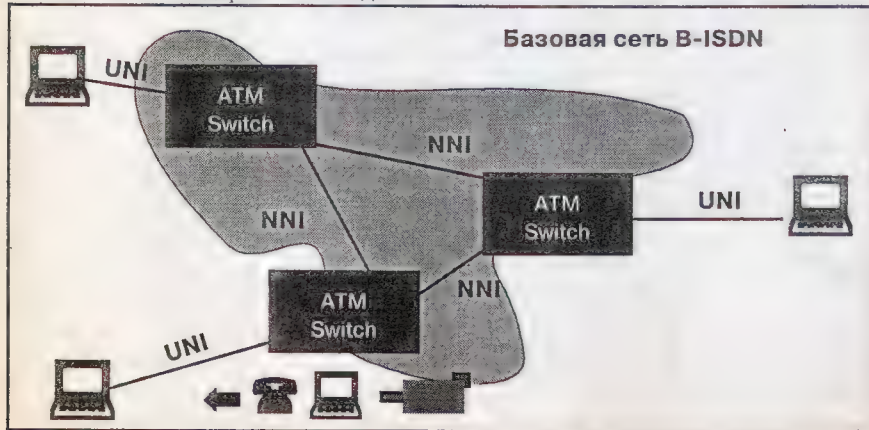 Базовая сеть B-ISDN
UNI
ATM
Switch
NNI
ATM
Switch
UNI
NNI
ATM
Switch
NNI
UNI